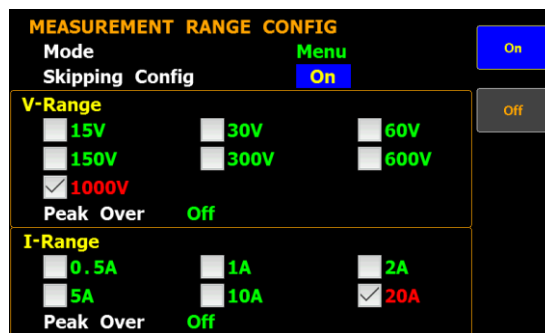 MEASUREMENT RANGE CONFIG
Mode Menu
Skipping Config On
On
Off
V-Range
15V 30V 60V
150V 300V 600V
1000V
Peak Over Off
I-Range
0.5A 1A 2A
5A 10A 20A
Peak Over Off